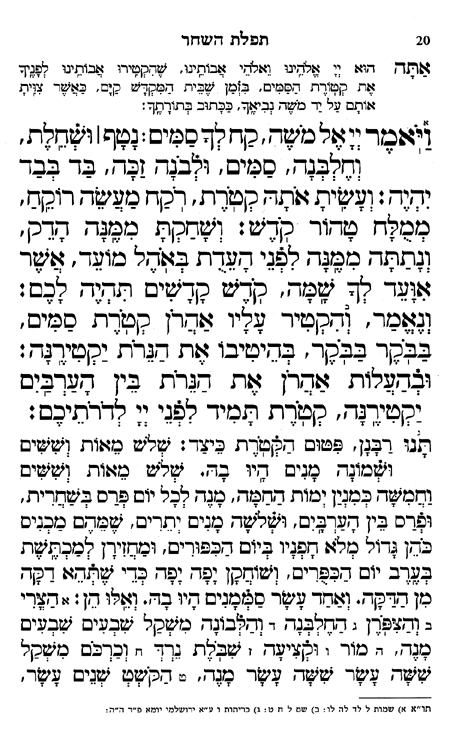 20 תפלת השחר
אַתָּה הוּא יְיָ אֱלֹהֵינוּ וֵאלֹהֵי אֲבוֹתֵינוּ, שֶׁהִקְטִירוּ אֲבוֹתֵינוּ לְפָנֶיךָ
אֶת קְטֹרֶת הַסַּמִּים, בִּזְמַן שֶׁבֵּית הַמִּקְדָּשׁ קַיָּם, כַּאֲשֶׁר צִוִּיתָ
אוֹתָם עַל יַד מֹשֶׁה נְבִיאֶךָ, כַּכָּתוּב בְּתוֹרָתֶךָ:
וַיֹּאמֶר יְיָ אֶל מֹשֶׁה, קַח לְךָ סַמִּים: נָטָף | וּשְׁחֵלֶת,
וְחֶלְבְּנָה, סַמִּים, וּלְבֹנָה זַכָּה, בַּד בְּבַד
יִהְיֶה: וְעָשִׂיתָ אֹתָהּ קְטֹרֶת, רֹקַח מַעֲשֵׂה רוֹקֵחַ,
מְמֻלָּח טָהוֹר קֹדֶשׁ: וְשָׁחַקְתָּ מִמֶּנָּה הָדֵק,
וְנָתַתָּה מִמֶּנָּה לִפְנֵי הָעֵדֻת בְּאֹהֶל מוֹעֵד, אֲשֶׁר
אִוָּעֵד לְךָ שָׁמָּה, קֹדֶשׁ קָדָשִׁים תִּהְיֶה לָכֶם:
וְנֶאֱמַר, וְהִקְטִיר עָלָיו אַהֲרֹן קְטֹרֶת סַמִּים,
בַּבֹּקֶר בַּבֹּקֶר, בְּהֵיטִיבוֹ אֶת הַנֵּרֹת יַקְטִירֶנָּה:
וּבְהַעֲלוֹת אַהֲרֹן אֶת הַנֵּרֹת בֵּין הָעַרְבַּיִם
יַקְטִירֶנָּה, קְטֹרֶת תָּמִיד לִפְנֵי יְיָ לְדֹרֹתֵיכֶם:
תָּנוּ רַבָּנָן, פִּטּוּם הַקְּטֹרֶת כֵּיצַד: שְׁלֹשׁ מֵאוֹת וְשִׁשִּׁים
וּשְׁמוֹנָה מָנִים הָיוּ בָהּ. שְׁלֹשׁ מֵאוֹת וְשִׁשִּׁים
וַחֲמִשָּׁה כְּמִנְיַן יְמוֹת הַחַמָּה, מָנֶה לְכָל יוֹם פְּרַס בְּשַׁחֲרִית,
וּפְרַס בֵּין הָעַרְבַּיִם, וּשְׁלֹשָׁה מָנִים יְתֵרִים, שֶׁמֵּהֶם מַכְנִיס
כֹּהֵן גָּדוֹל מְלֹא חָפְנָיו בְּיוֹם הַכִּפּוּרִים, וּמַחֲזִירָן לְמַכְתֶּשֶׁת
בְּעֶרֶב יוֹם הַכִּפֻּרִים, וְשׁוֹחֲקָן יָפֶה יָפֶה כְּדֵי שֶׁתְּהֵא דַקָּה
מִן הַדַּקָּה. וְאַחַד עָשָׂר סַמְּמָנִים הָיוּ בָהּ. וְאֵלּוּ הֵן: א הַצֳּרִי
ב וְהַצִּפֹּרֶן ג הַחֶלְבְּנָה ד וְהַלְּבוֹנָה מִשְׁקַל שִׁבְעִים שִׁבְעִים
מָנֶה, ה מוֹר ו וּקְצִיעָה ז שִׁבֹּלֶת נֵרְדְּ ח וְכַרְכֹּם מִשְׁקַל
שִׁשָּׁה עָשָׂר שִׁשָּׁה עָשָׂר מָנֶה, ט הַקֹּשְׁטְ שְׁנֵים עָשָׂר,
תו"א א) שמות ל לד לה לו: ב) שם ל ח ט: ג) כריתות ו ע"א ירושלמי יומא פ"ד ה"ה: